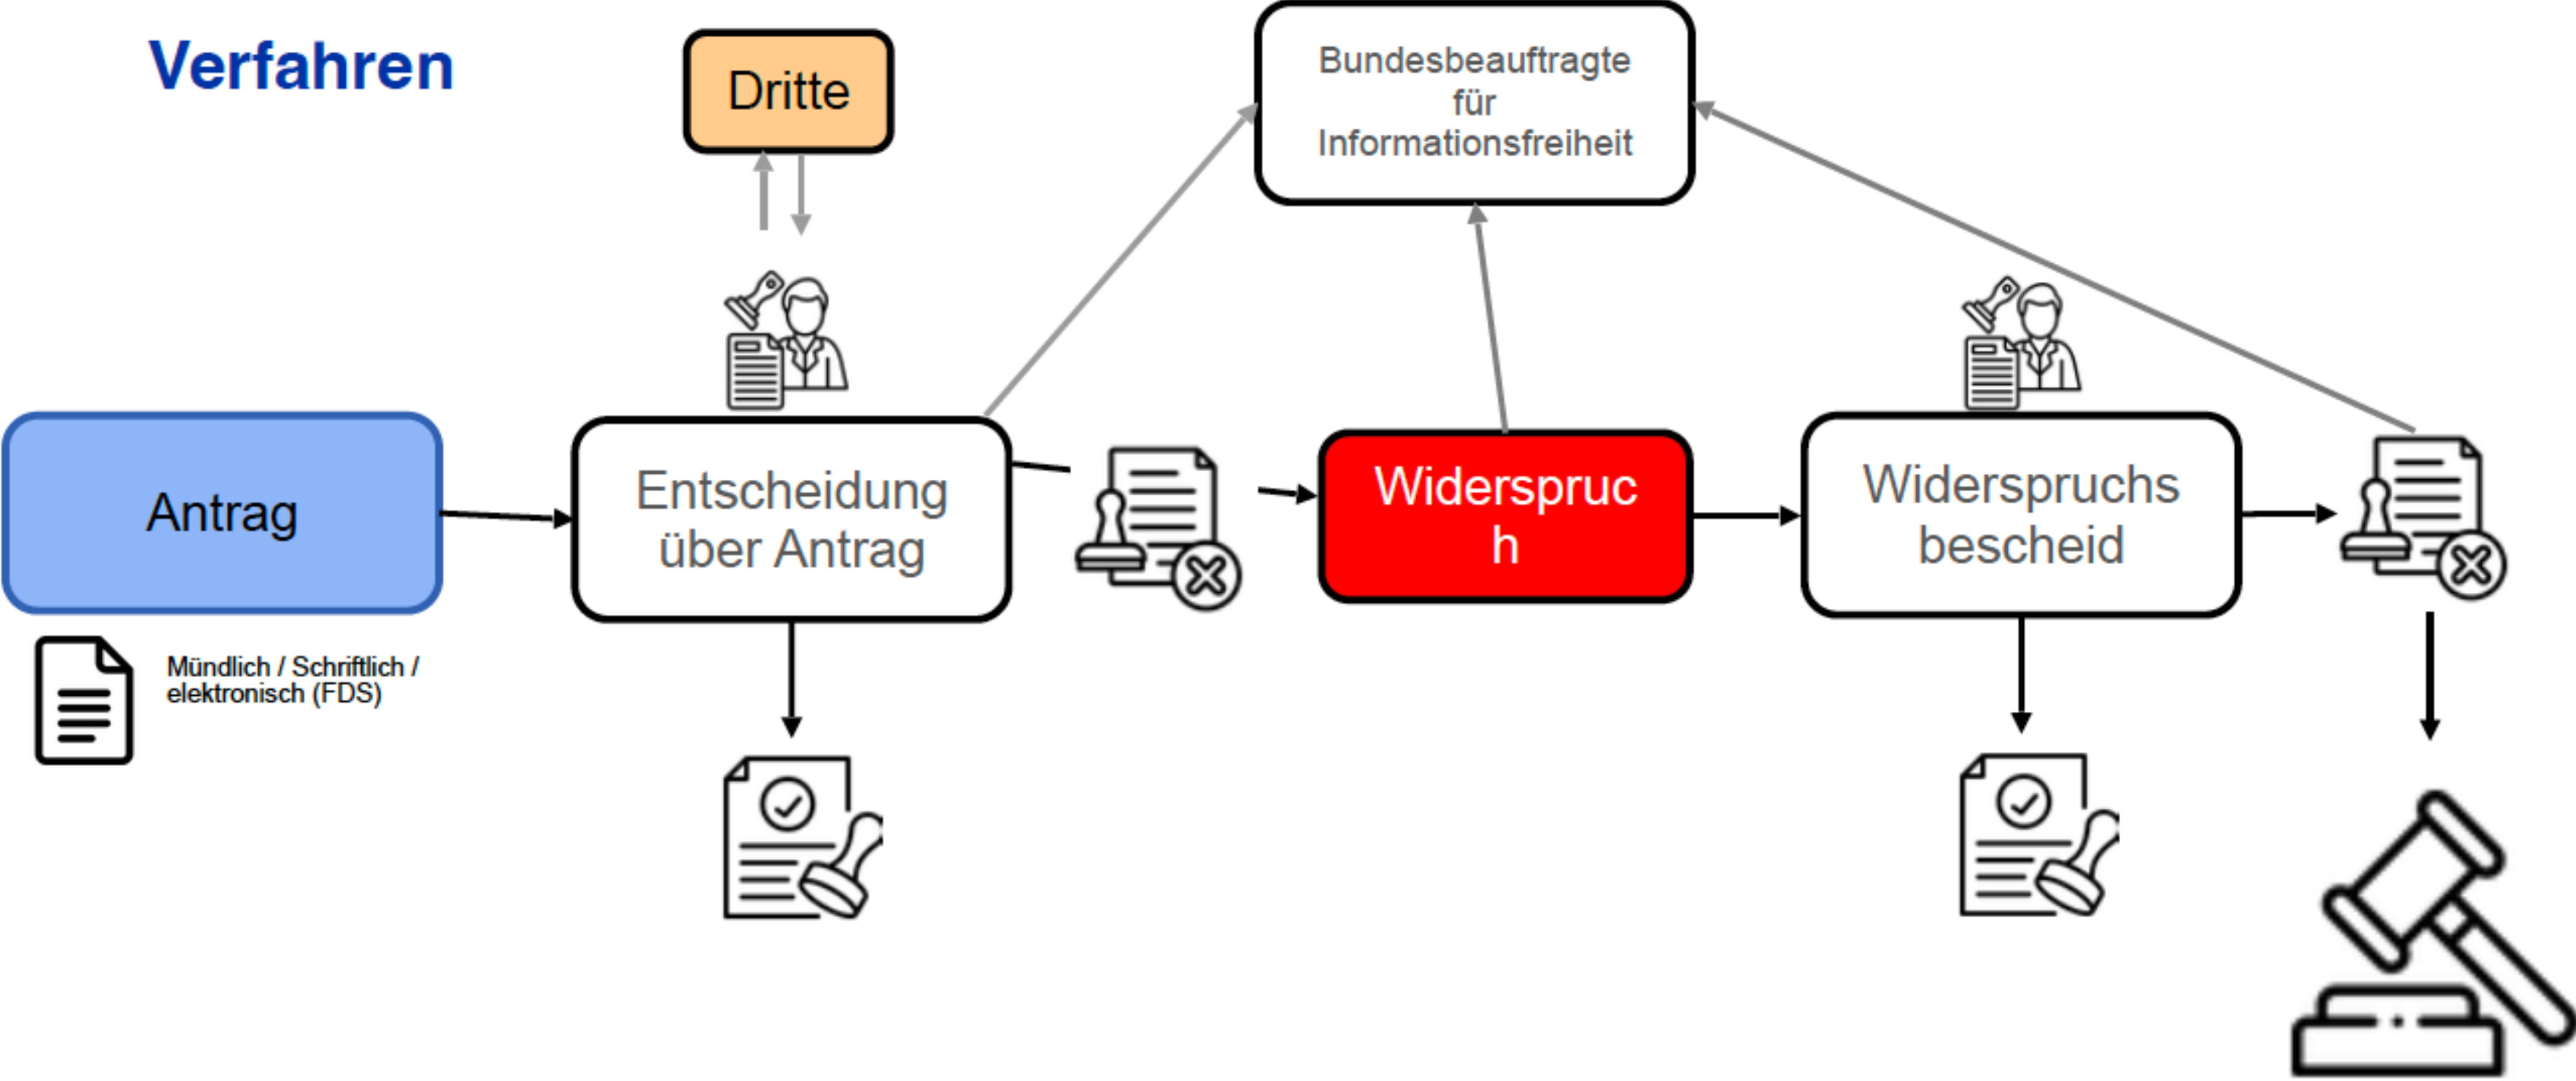 Verfahren
Dritte
Bundesbeauftragte
für
Informationsfreiheit
Antrag
Mündlich / Schriftlich /
elektronisch (FDS)
Entscheidung
über Antrag
Widerspruc
h
Widerspruchs
bescheid